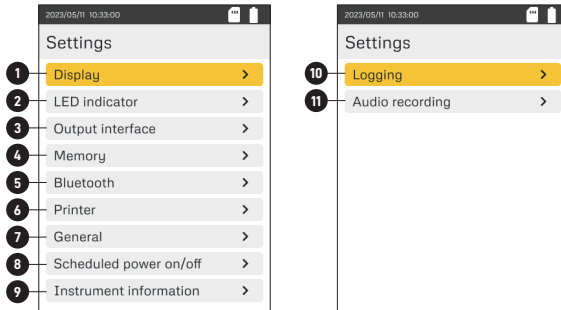 2023/05/11 10:33:00
Settings
1 Display
2 LED indicator
3 Output interface
4 Memory
5 Bluetooth
6 Printer
7 General
8 Scheduled power on/off
9 Instrument information
2023/05/11 10:33:00
Settings
10 Logging
11 Audio recording